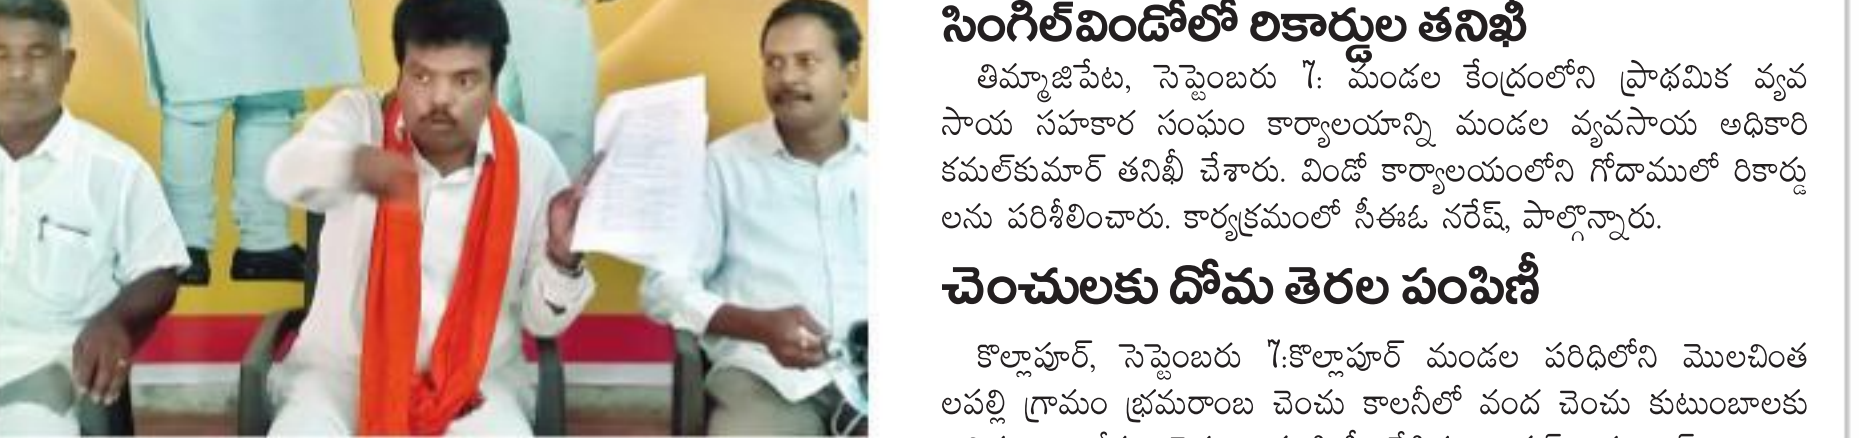 సింగిల్‌విండోలో రికార్డుల తనిఖీ
తిమ్మాజిపేట, సెప్టెంబరు 7: మండల కేంద్రంలోని ప్రాథమిక వ్యవ
సాయ సహకార సంఘం కార్యాలయాన్ని మండల వ్యవసాయ అధికారి
కమల్‌కుమార్ తనిఖీ చేశారు. విండో కార్యాలయంలోని గోదాములో రికార్డు
లను పరిశీలించారు. కార్యక్రమంలో సీఈఓ నరేష్, పాల్గొన్నారు.
చెంచులకు దోమ తెరల పంపిణీ
కొల్లాపూర్, సెప్టెంబరు 7:కొల్లాపూర్ మండల పరిధిలోని మొలచింత
లపల్లి గ్రామం భ్రమరాంబ చెంచు కాలనీలో వంద చెంచు కుటుంబాలకు